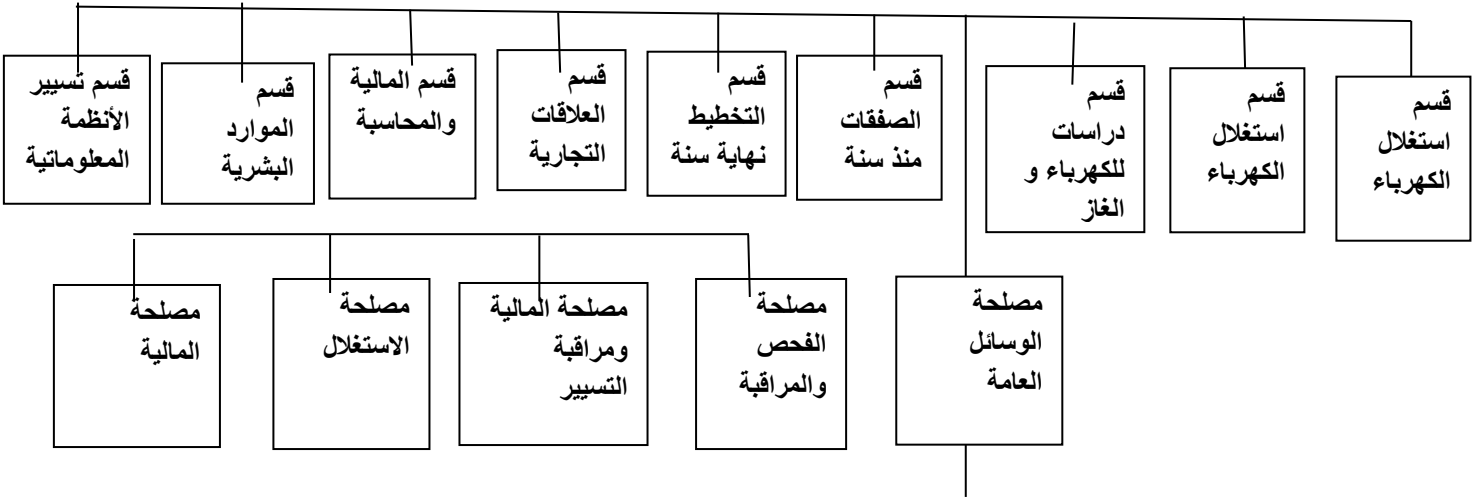 قسم
استغلال
الكهرباء
قسم
استغلال
الكهرباء
قسم
دراسات
للكهرباء و
الغاز
قسم
الصفقات
منذ سنة
قسم
التخطيط
نهاية سنة
قسم
العلاقات
التجارية
قسم المالية
والمحاسبة
قسم
الموارد
البشرية
قسم تسيير
الأنظمة
المعلوماتية
مصلحة
الوسائل
العامة
مصلحة
الفحص
والمراقبة
مصلحة المالية
ومراقبة
التسيير
مصلحة
الاستغلال
مصلحة
المالية